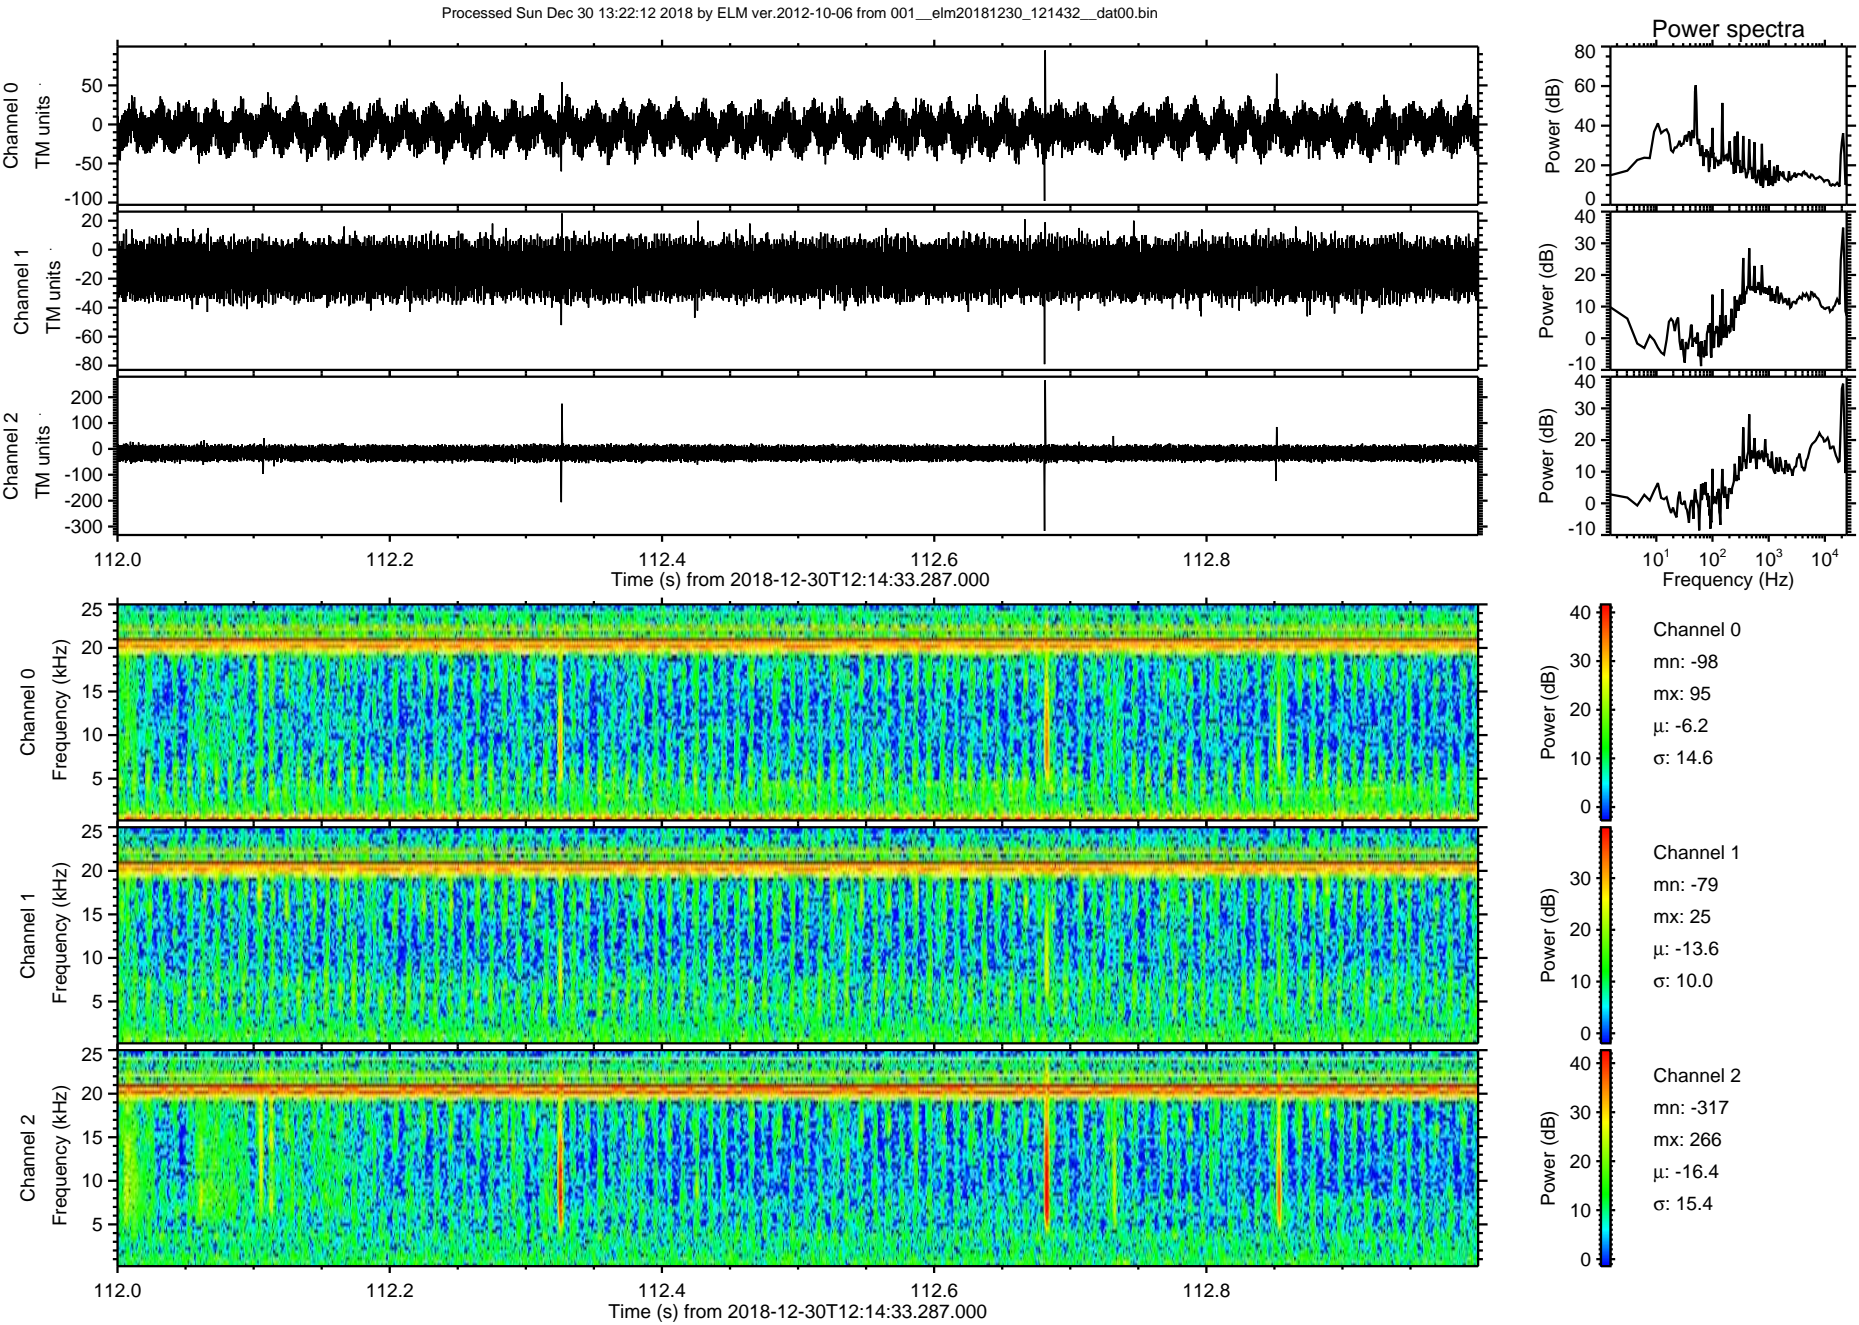 Processed Sun Dec 30 13:22:12 2018 by ELM ver.2012-10-06 from 001__elm20181230_121432__dat00.bin
Power spectra
Channel 0
TM units
50
0
-50
-100
Power (dB)
80
60
40
20
0
Channel 1
TM units
20
0
-20
-40
-60
-80
Power (dB)
40
30
20
10
0
-10
Channel 2
TM units
200
100
0
-100
-200
-300
Power (dB)
40
30
20
10
0
-10
112.0 112.2 112.4 112.6 112.8
Time (s) from 2018-12-30T12:14:33.287.000
10¹ 10² 10³ 10⁴
Frequency (Hz)
Channel 0
Frequency (kHz)
25
20
15
10
5
Power (dB)
40
30
20
10
0
Channel 0
mn: -98
mx: 95
μ: -6.2
σ: 14.6
Channel 1
Frequency (kHz)
25
20
15
10
5
Power (dB)
30
20
10
0
Channel 1
mn: -79
mx: 25
μ: -13.6
σ: 10.0
Channel 2
Frequency (kHz)
25
20
15
10
5
Power (dB)
40
30
20
10
0
Channel 2
mn: -317
mx: 266
μ: -16.4
σ: 15.4
112.0 112.2 112.4 112.6 112.8
Time (s) from 2018-12-30T12:14:33.287.000